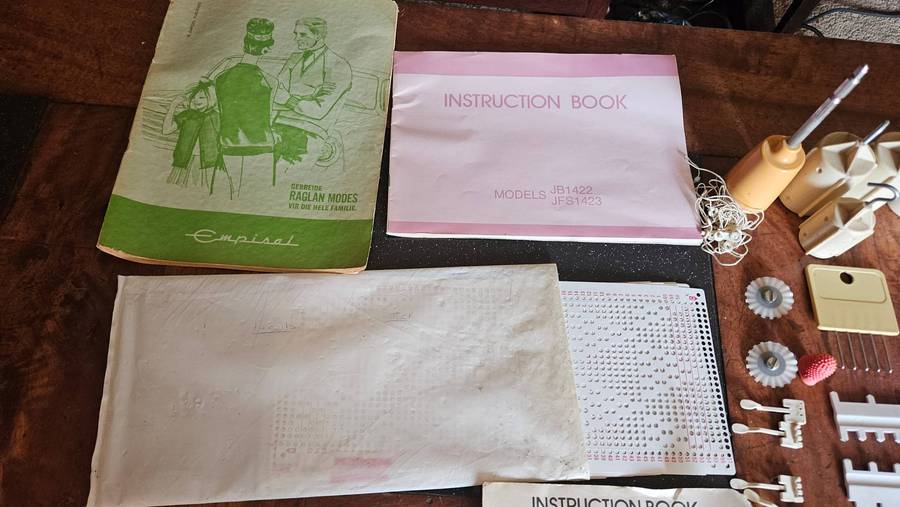 GEBREIDE
RAGLAN MODES
VIR DIE HELE FAMILIE.
Empisal
INSTRUCTION BOOK
MODELS JB1422
JFS1423
INSTRUCTION BOOK